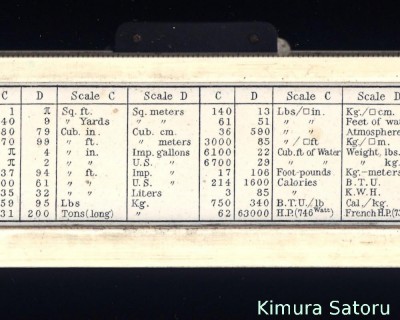 C D Scale C Scale D C D Scale C Scale D
1 π Sq. ft. Sq. meters 140 13 Lbs/□in. Kg./□cm.
40 9 " Yards " " 61 51 " " Feet of
80 79 Cub. in. Cub. cm. 36 590 " "
70 99 " ft. " meters 3000 85 " /□ft Kg./□m.
π 4 " in. Imp. gallons 6100 22 Cub.ft of Water Weight, lbs.
π 2 " " U.S. " 6700 29 " " " kg.
37 94 " ft. Imp. " 17 106 Foot-pounds Kg.-meters
00 61 " " U.S. " 214 1600 Calories B.T.U.
35 32 " " Liters 3 85 " K.W.H.
59 95 Lbs Kg. 750 340 B.T.U./lb Cal./kg.
31 200 Tons(long) " 62 63000 H.P.(746 Watt) French H.P.
Kimura Satoru